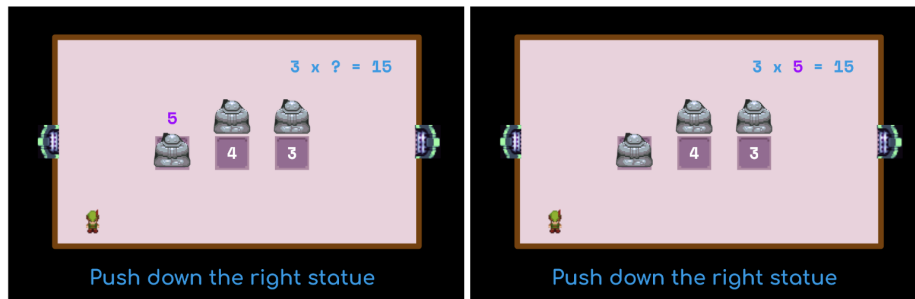 3 x ? = 15
5
4 3
Push down the right statue
3 x 5 = 15
4 3
Push down the right statue